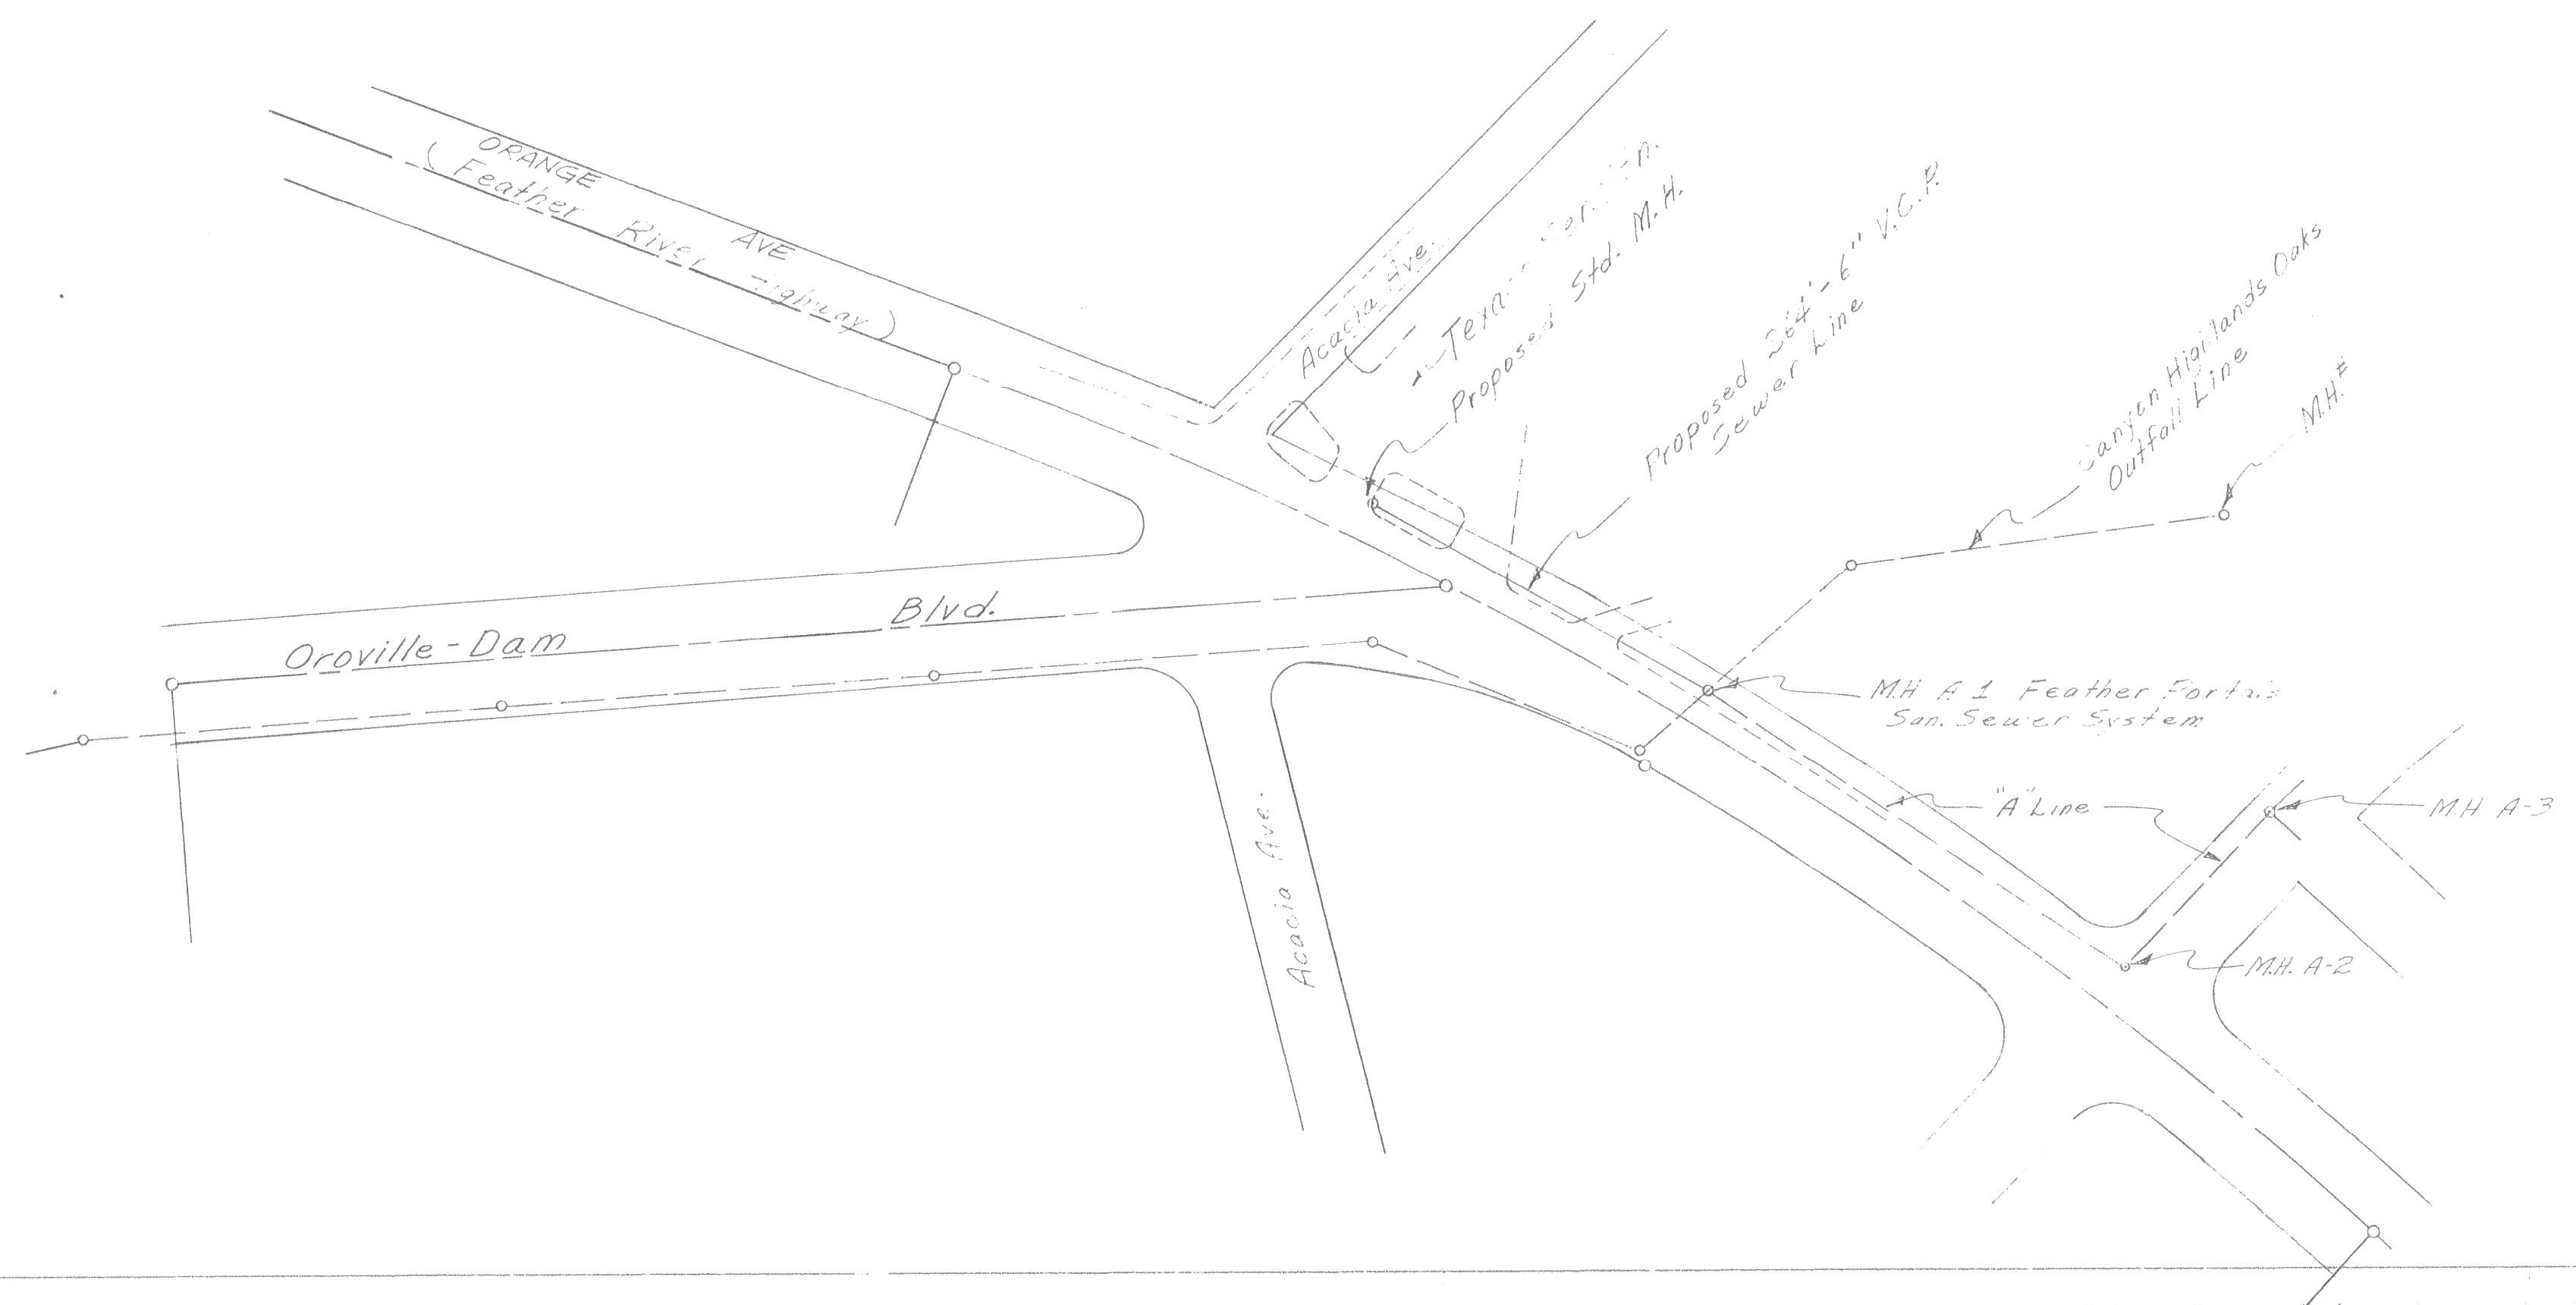 ORANGE AVE
(Feather River Highway)
Acacia Ave.
Proposed Std. M.H.
Proposed 264' - 6" V.C.P.
Sewer Line
Canyon Highlands Oaks
Outfall Line
M.H.#
Oroville-Dam Blvd.
M.H A 1 Feather Portals
San. Sewer System
"A" Line
M.H A-3
M.H. A-2
Acacia Ave.